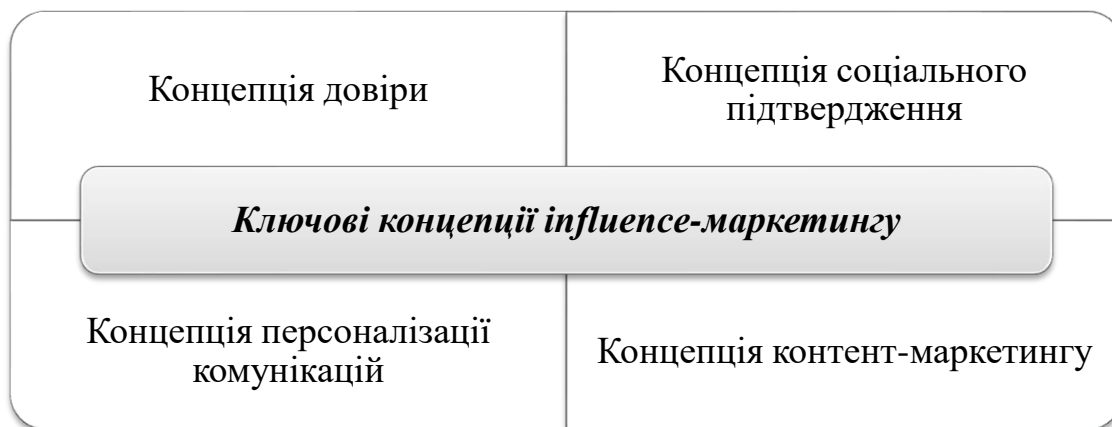 Концепція довіри
Концепція соціального
підтвердження
Ключові концепції influence-маркетингу
Концепція персоналізації
комунікацій
Концепція контент-маркетингу